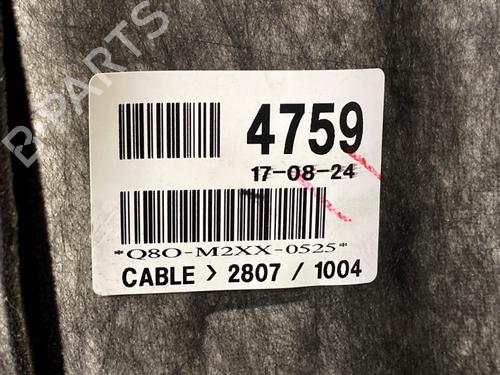 B-PARTS
4759
17-08-24
*Q8O-M2XX-0525*
CABLE > 2807 / 1004